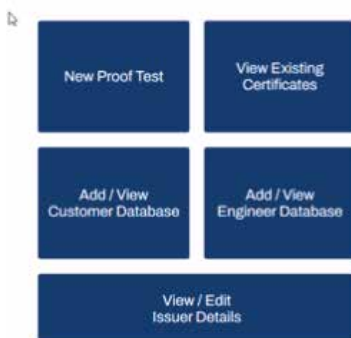 New Proof Test
View Existing
Certificates
Add / View
Customer Database
Add / View
Engineer Database
View / Edit
Issuer Details